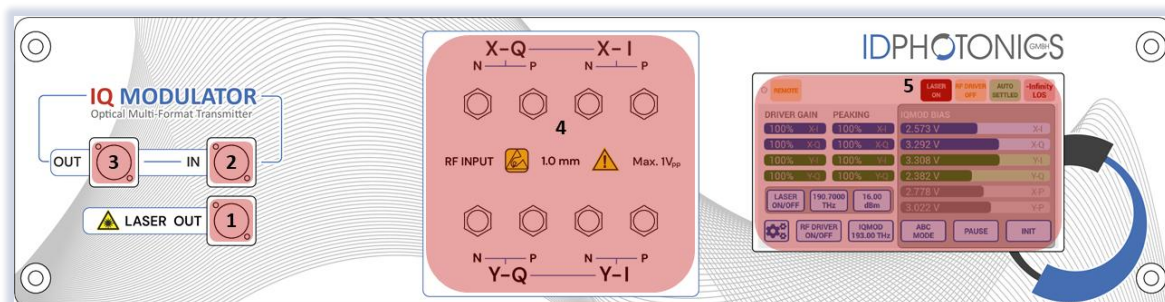 IQ MODULATOR
Optical Multi-Format Transmitter
OUT 3 IN 2
LASER OUT 1
X-Q X-I
N P N P
4
RF INPUT 1.0 mm Max. 1Vpp
N P N P
Y-Q Y-I
IDPHOTONICS GMBH
REMOTE 5 LASER ON RF DRIVER OFF AUTO SETTLED -Infinity LOS
DRIVER GAIN PEAKING IQMOD BIAS
100% X-I 100% X-I 2.573 V X-I
100% X-Q 100% X-Q 3.292 V X-Q
100% Y-I 100% Y-I 3.308 V Y-I
100% Y-Q 100% Y-Q 2.382 V Y-Q
2.778 V X-P
3.022 V Y-P
LASER ON/OFF 190.7000 THz 16.00 dBm
RF DRIVER ON/OFF IQMOD 193.00 THz ABC MODE PAUSE INIT